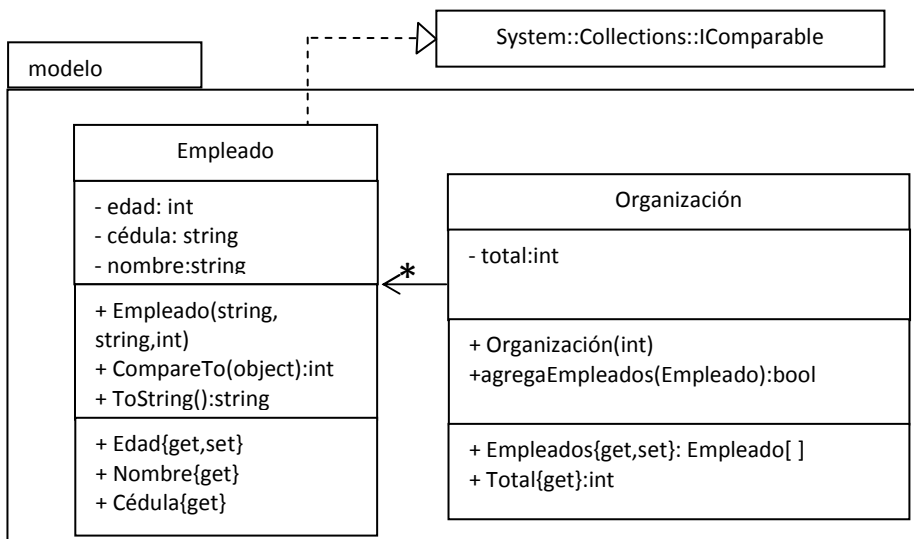 System::Collections::IComparable
modelo
Empleado
- edad: int
- cédula: string
- nombre:string
+ Empleado(string,
string,int)
+ CompareTo(object):int
+ ToString():string
+ Edad{get,set}
+ Nombre{get}
+ Cédula{get}
*
Organización
- total:int
+ Organización(int)
+agregaEmpleados(Empleado):bool
+ Empleados{get,set}: Empleado[ ]
+ Total{get}:int